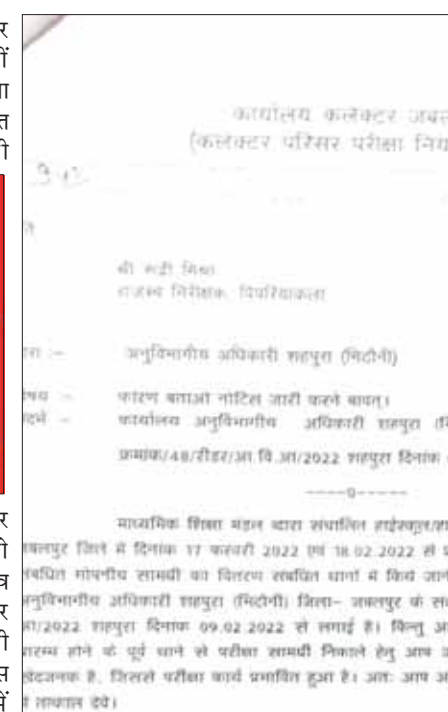 र
ीं
ा
त
ी
कार्यालय कलेक्टर जबल
(कलेक्टर परिसर परीक्षा निय
श्री रूद्री मिश्रा
राजस्व निरीक्षक, पिपरियाकला
अनुविभागीय अधिकारी शहपुरा (भिटौनी)
कारण बताओ नोटिस जारी करने बावत्।
कार्यालय अनुविभागीय अधिकारी शहपुरा
क्रमांक/48/रीडर/अ.वि.अ/2022 शहपुरा दिनांक
-----0-----
माध्यमिक शिक्षा मंडल व्दारा संचालित हाईस्कूल/
जबलपुर जिले में दिनांक 17 फरवरी 2022 एवं 18.02.2022 से
संबंधित गोपनीय सामग्री का वितरण संबंधित थानों में किये जाने
अनुविभागीय अधिकारी शहपुरा (भिटौनी) जिला- जबलपुर के
अ/2022 शहपुरा दिनांक 09.02.2022 से लगाई है। किन्तु
प्रारम्भ होने के पूर्व थाने से परीक्षा सामग्री निकाले हेतु आप
खेदजनक है, जिससे परीक्षा कार्य प्रभावित हुआ है। अतः आप
में तत्काल देवें।
र
ी
त्र
र
ी
स
में